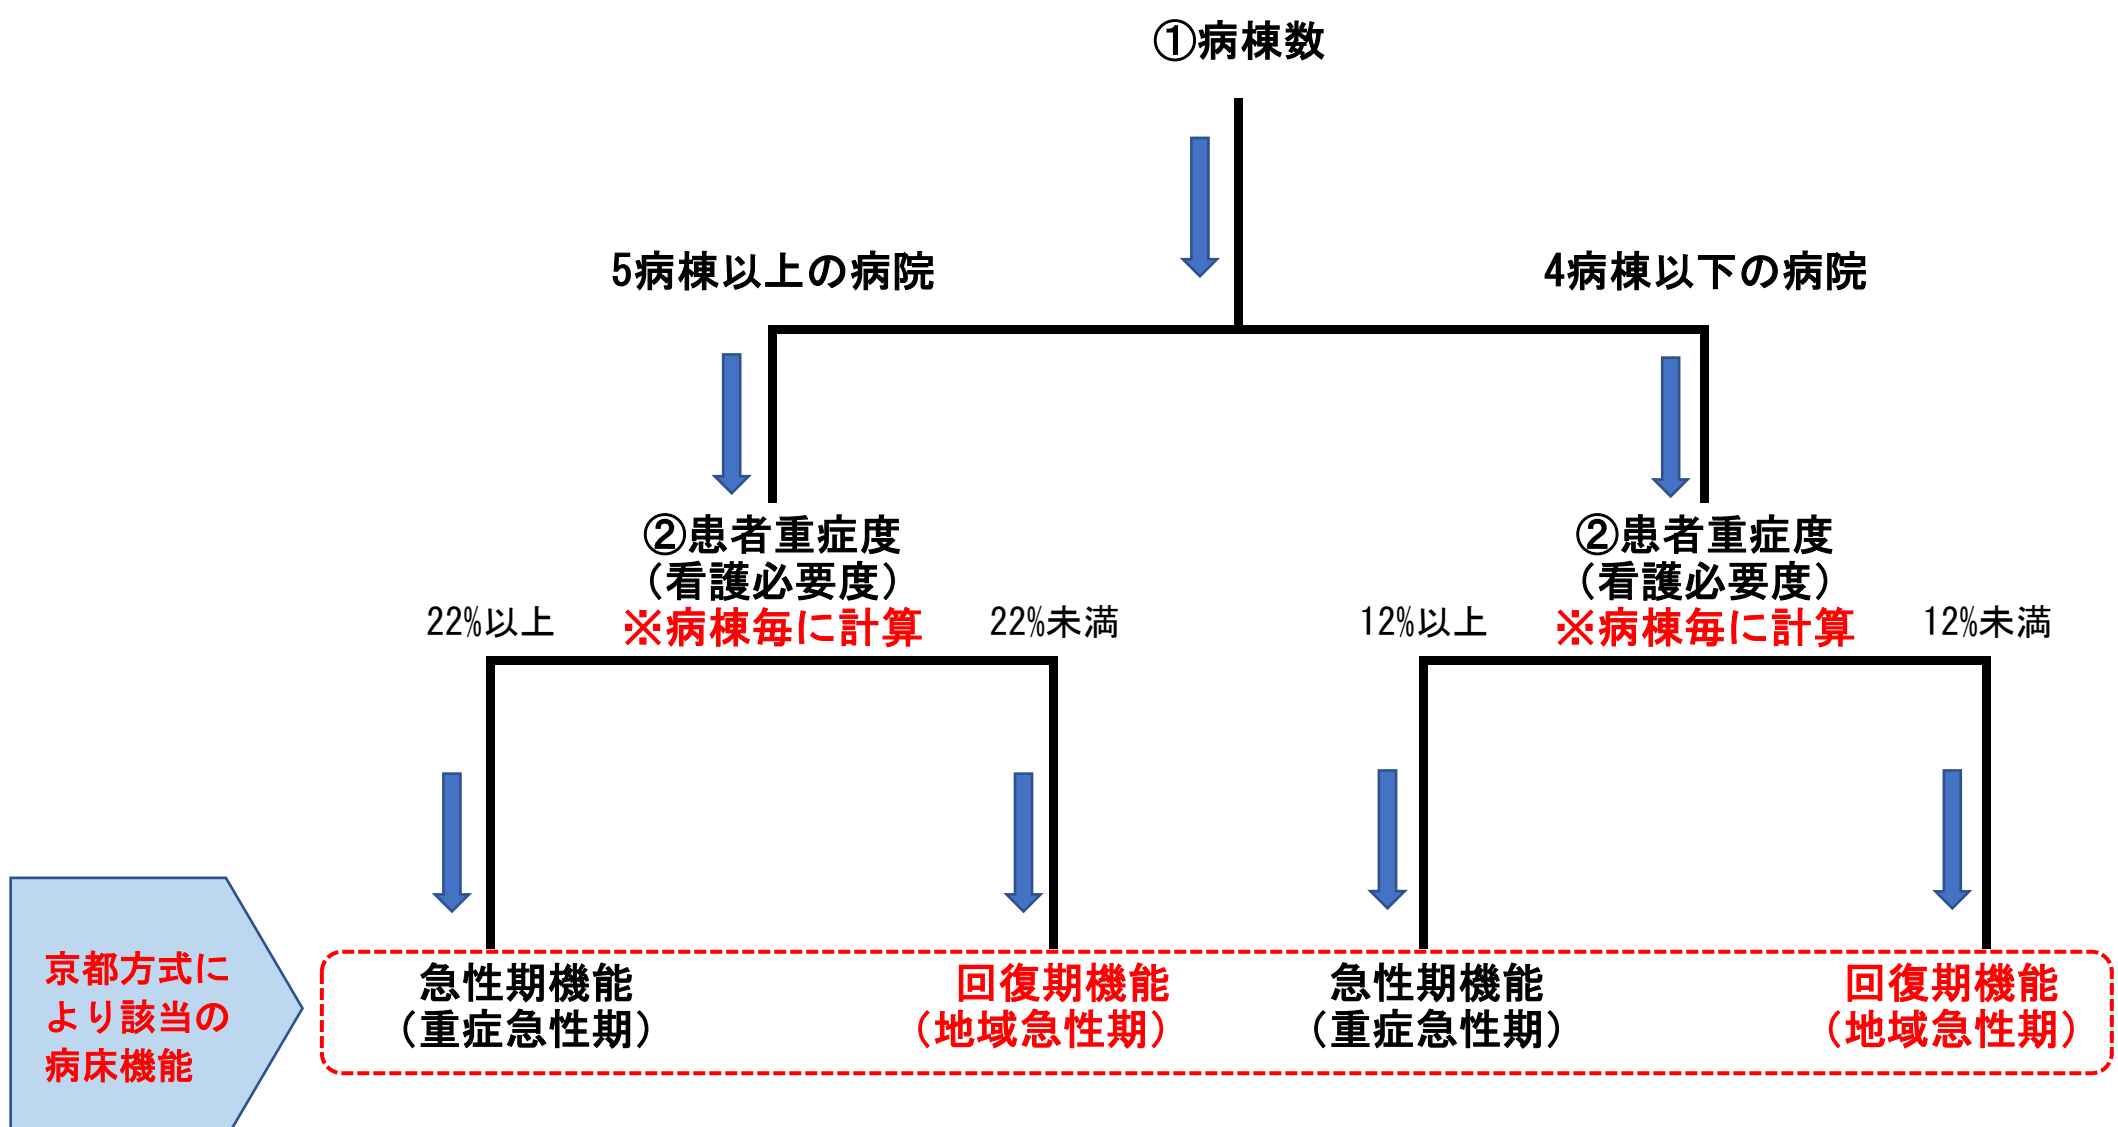 ①病棟数
5病棟以上の病院
4病棟以下の病院
②患者重症度
(看護必要度)
※病棟毎に計算
22%以上
22%未満
②患者重症度
(看護必要度)
※病棟毎に計算
12%以上
12%未満
京都方式に
より該当の
病床機能
急性期機能
(重症急性期)
回復期機能
(地域急性期)
急性期機能
(重症急性期)
回復期機能
(地域急性期)